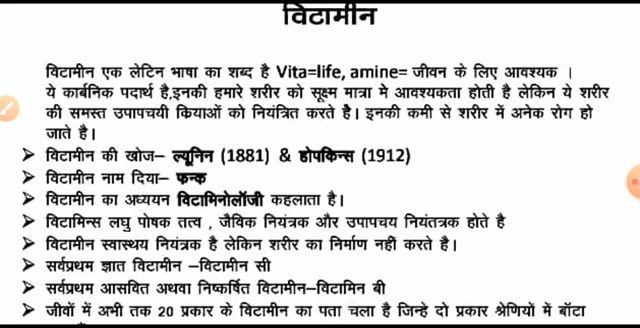 विटामीन
विटामीन एक लेटिन भाषा का शब्द है Vita=life, amine= जीवन के लिए आवश्यक ।
ये कार्बनिक पदार्थ है,इनकी हमारे शरीर को सूक्ष्म मात्रा मे आवश्यकता होती है लेकिन ये शरीर
की समस्त उपापचयी क्रियाओं को नियंत्रित करते है। इनकी कमी से शरीर में अनेक रोग हो
जाते है।
➤ विटामीन की खोज– ल्यूनिन (1881) & होपकिन्स (1912)
➤ विटामीन नाम दिया– फन्क
➤ विटामीन का अध्ययन विटामिनोलॉजी कहलाता है।
➤ विटामिन्स लघु पोषक तत्व , जैविक नियंत्रक और उपापचय नियंतत्रक होते है
➤ विटामीन स्वास्थय नियंत्रक है लेकिन शरीर का निर्माण नहीं करते है।
➤ सर्वप्रथम ज्ञात विटामीन –विटामीन सी
➤ सर्वप्रथम आसवित अथवा निष्कर्षित विटामीन–विटामिन बी
➤ जीवों में अभी तक 20 प्रकार के विटामीन का पता चला है जिन्हे दो प्रकार श्रेणियों में बॉटा